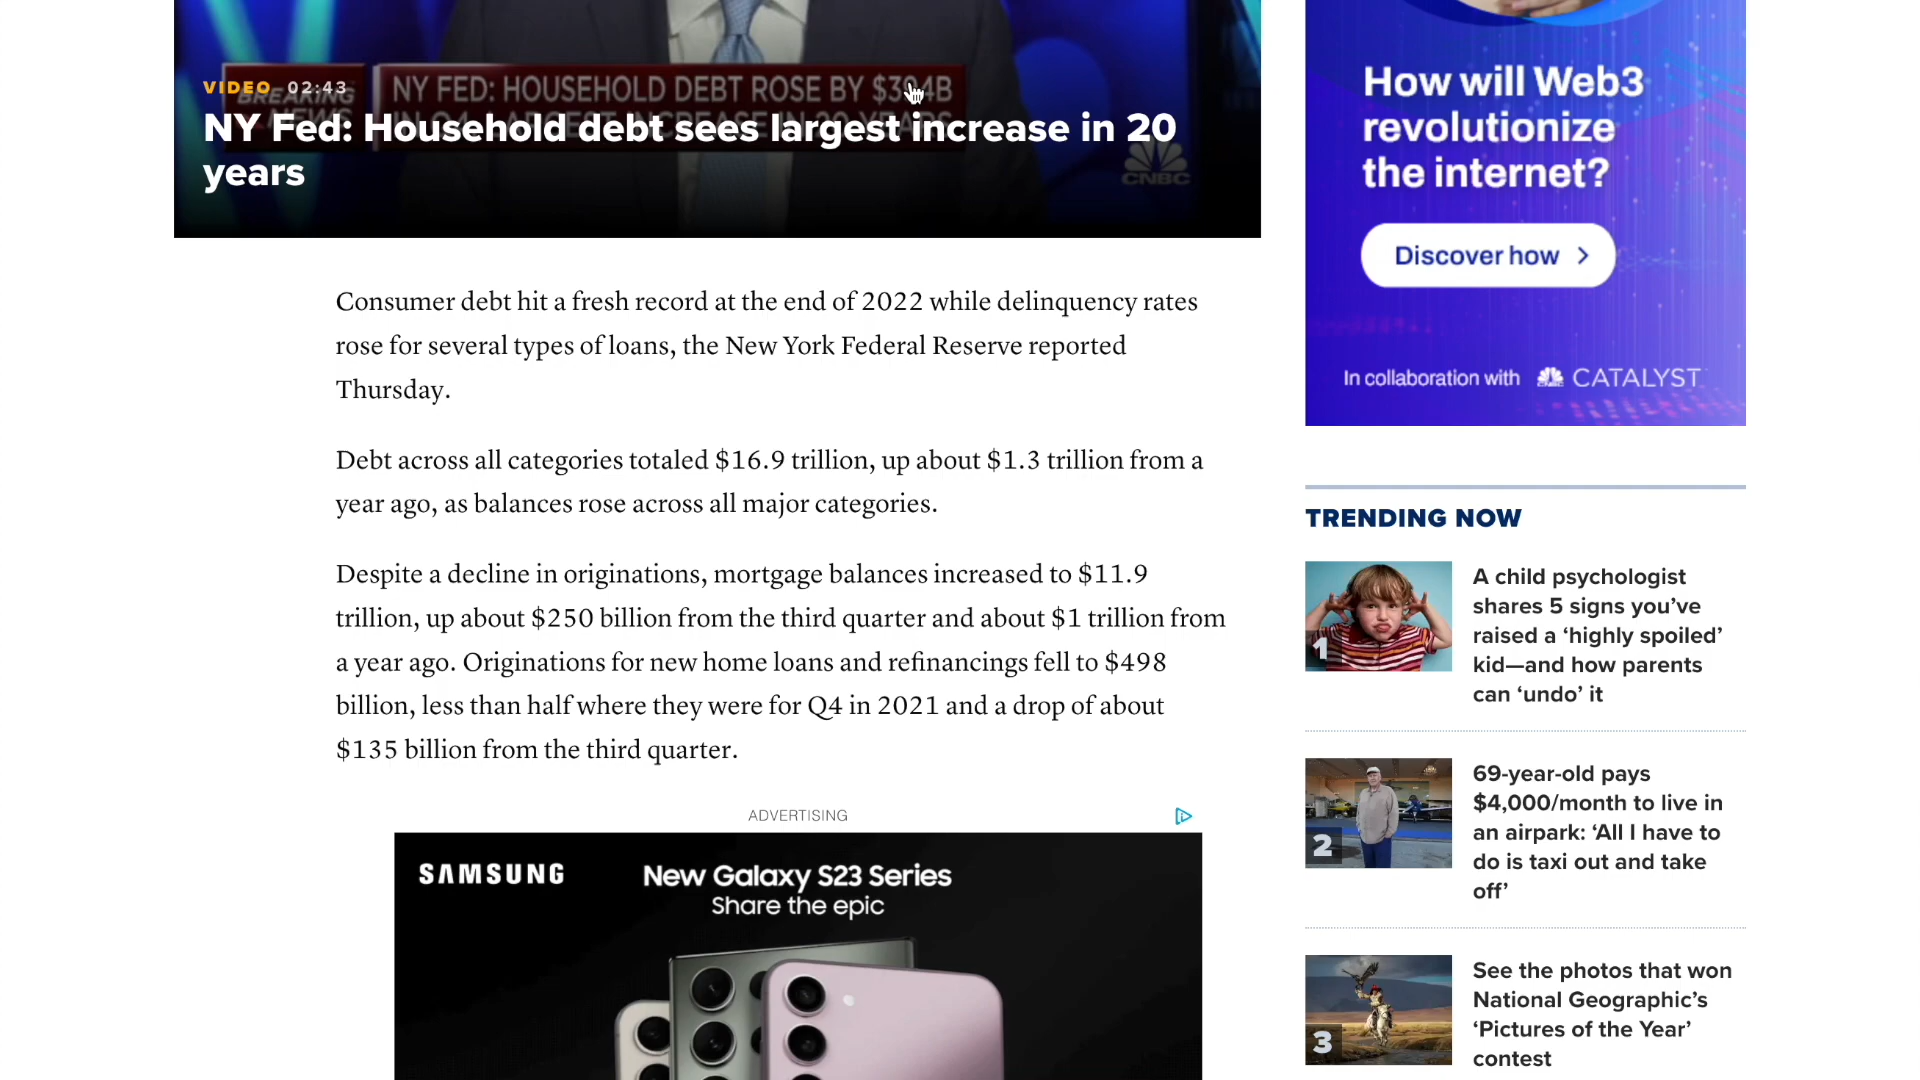 VIDEO 02:43
BREAKING
NY FED: HOUSEHOLD DEBT ROSE BY $394B
NY Fed: Household debt sees largest increase in 20
years
CNBC
Consumer debt hit a fresh record at the end of 2022 while delinquency rates
rose for several types of loans, the New York Federal Reserve reported
Thursday.
Debt across all categories totaled $16.9 trillion, up about $1.3 trillion from a
year ago, as balances rose across all major categories.
Despite a decline in originations, mortgage balances increased to $11.9
trillion, up about $250 billion from the third quarter and about $1 trillion from
a year ago. Originations for new home loans and refinancings fell to $498
billion, less than half where they were for Q4 in 2021 and a drop of about
$135 billion from the third quarter.
ADVERTISING
SAMSUNG
New Galaxy S23 Series
Share the epic
How will Web3
revolutionize
the internet?
Discover how
In collaboration with CATALYST
TRENDING NOW
1
A child psychologist
shares 5 signs you’ve
raised a ‘highly spoiled’
kid—and how parents
can ‘undo’ it
2
69-year-old pays
$4,000/month to live in
an airpark: ‘All I have to
do is taxi out and take
off’
3
See the photos that won
National Geographic’s
‘Pictures of the Year’
contest